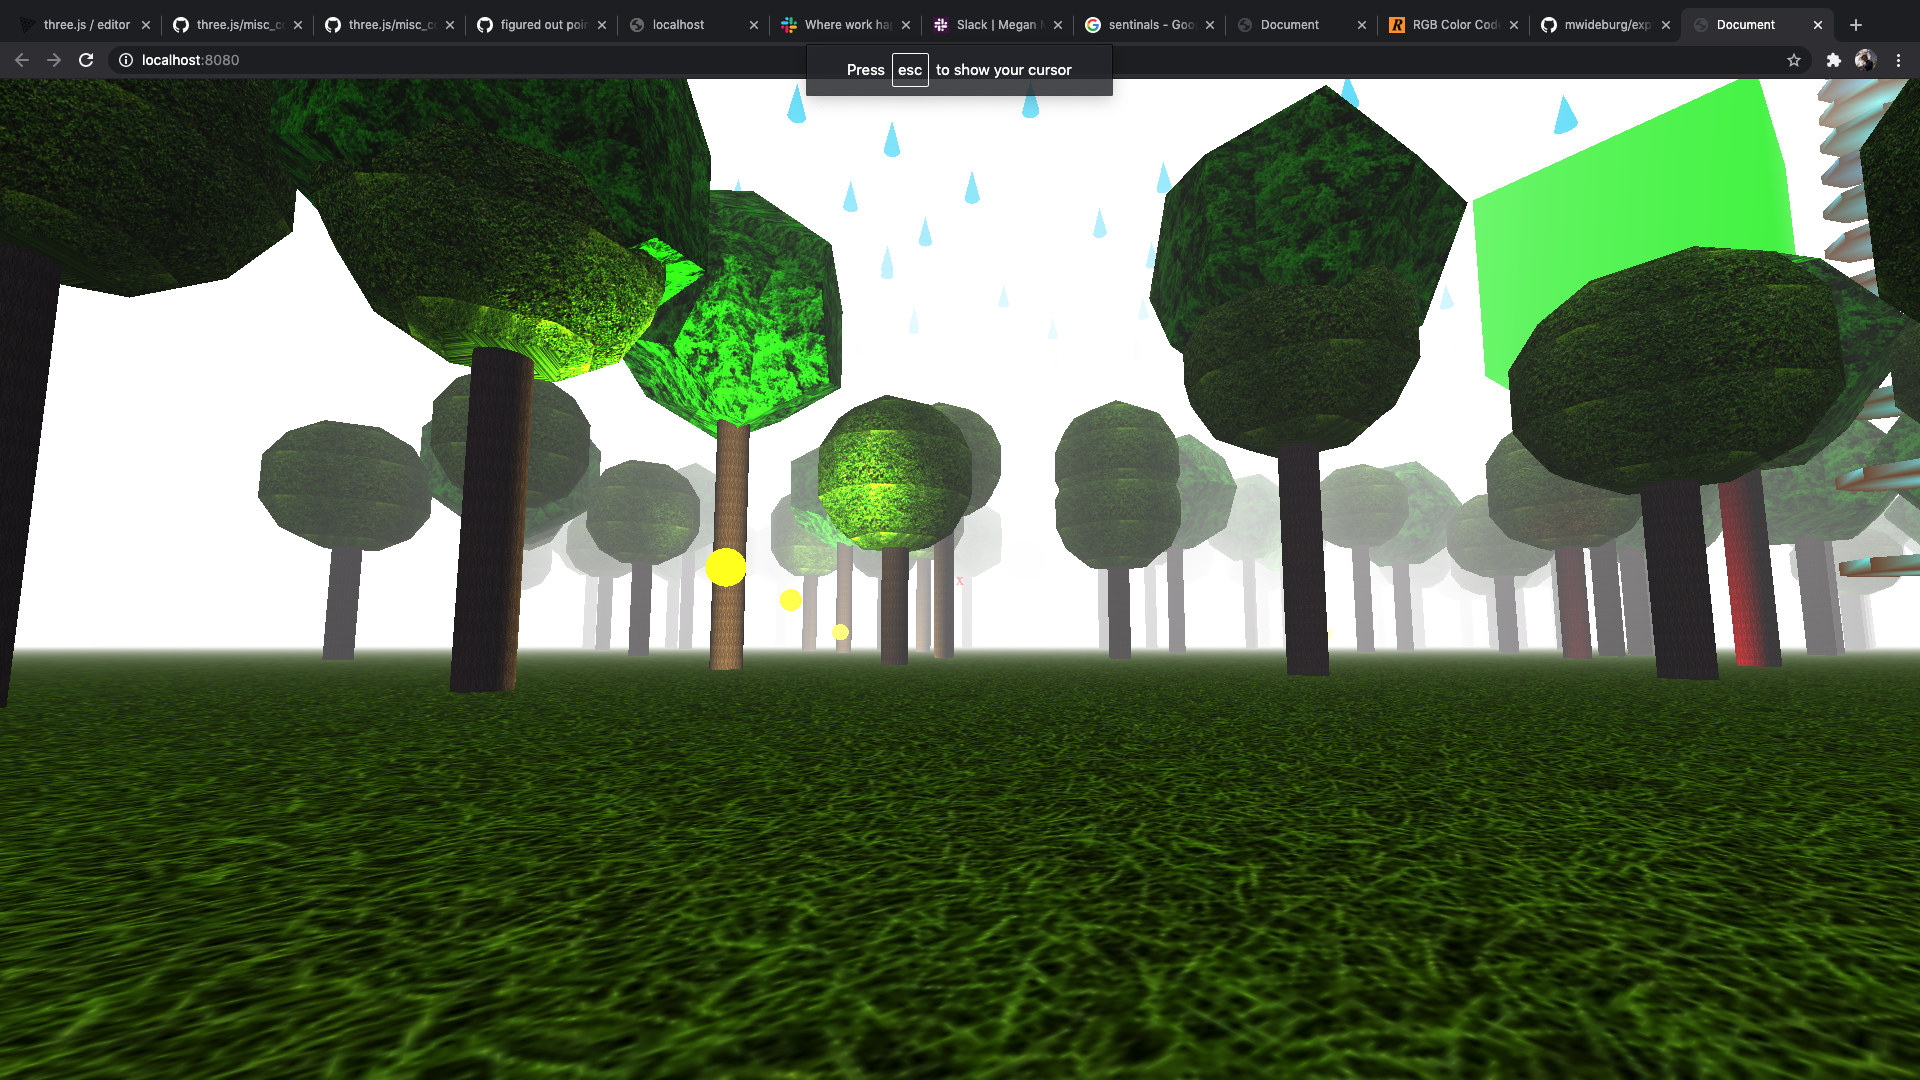 three.js / editor
three.js/misc_c
three.js/misc_c
figured out poin
localhost
Where work ha
Slack | Megan
sentinals - Goo
Document
RGB Color Cod
mwideburg/exp
Document
localhost:8080
Press esc to show your cursor
x